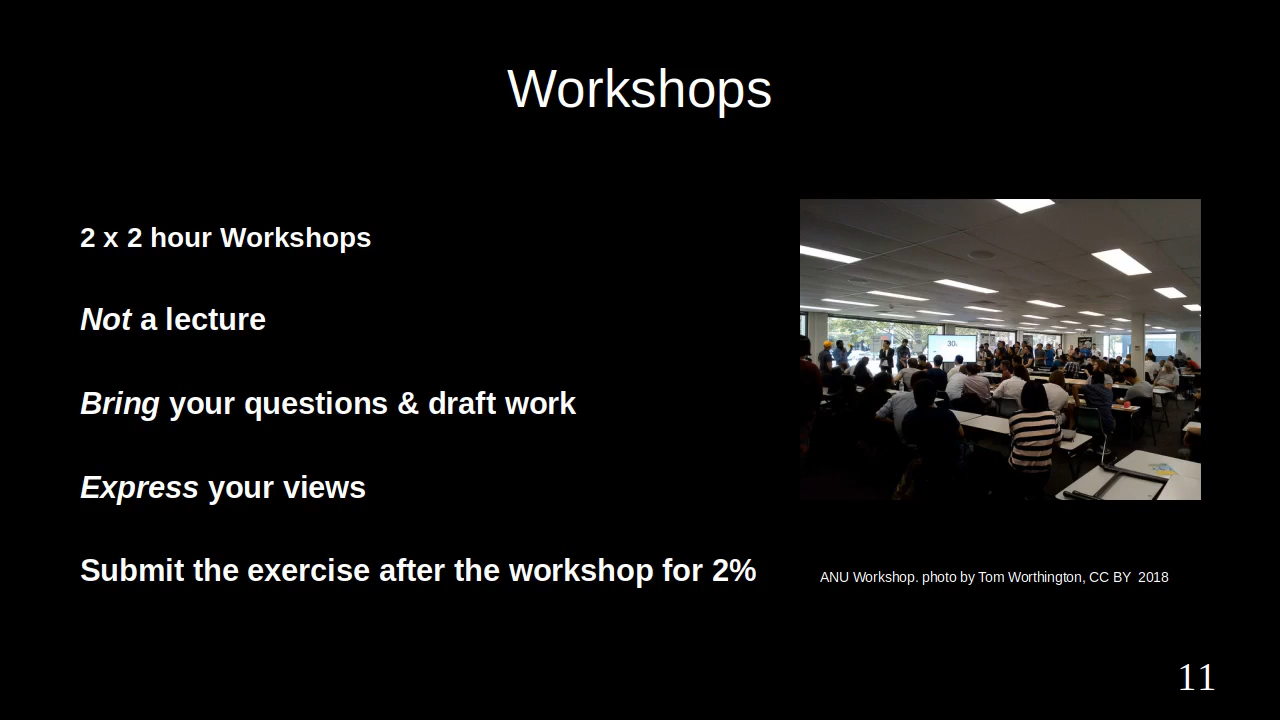 Workshops
2 x 2 hour Workshops
Not a lecture
Bring your questions & draft work
Express your views
Submit the exercise after the workshop for 2%
30
ANU Workshop. photo by Tom Worthington, CC BY  2018
11